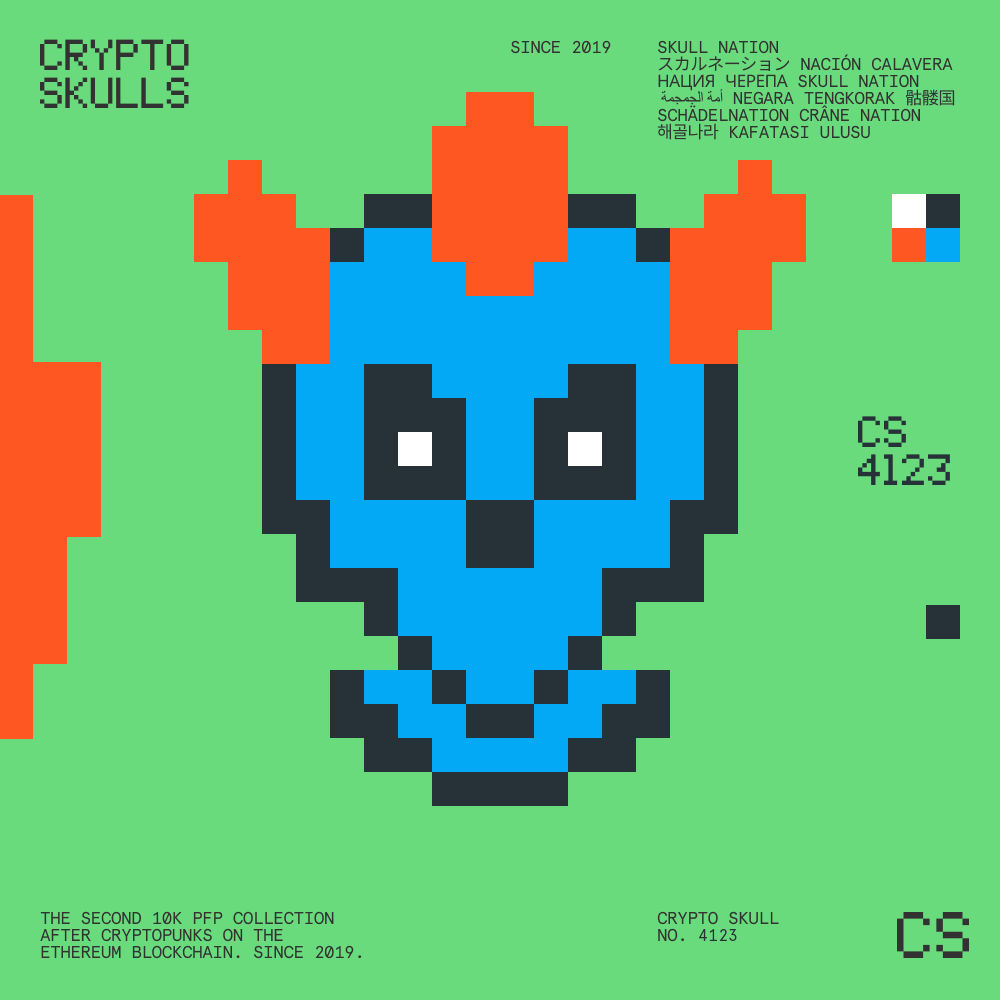 CRYPTO
SKULLS
SINCE 2019
SKULL NATION
スカルネーション NACIÓN CALAVERA
НАЦИЯ ЧЕРЕПА SKULL NATION
أمة الجمجمة NEGARA TENGKORAK 骷髅国
SCHÄDELNATION CRÂNE NATION
해골나라 KAFATASI ULUSU
CS
4123
THE SECOND 10K PFP COLLECTION
AFTER CRYPTOPUNKS ON THE
ETHEREUM BLOCKCHAIN. SINCE 2019.
CRYPTO SKULL
NO. 4123
CS